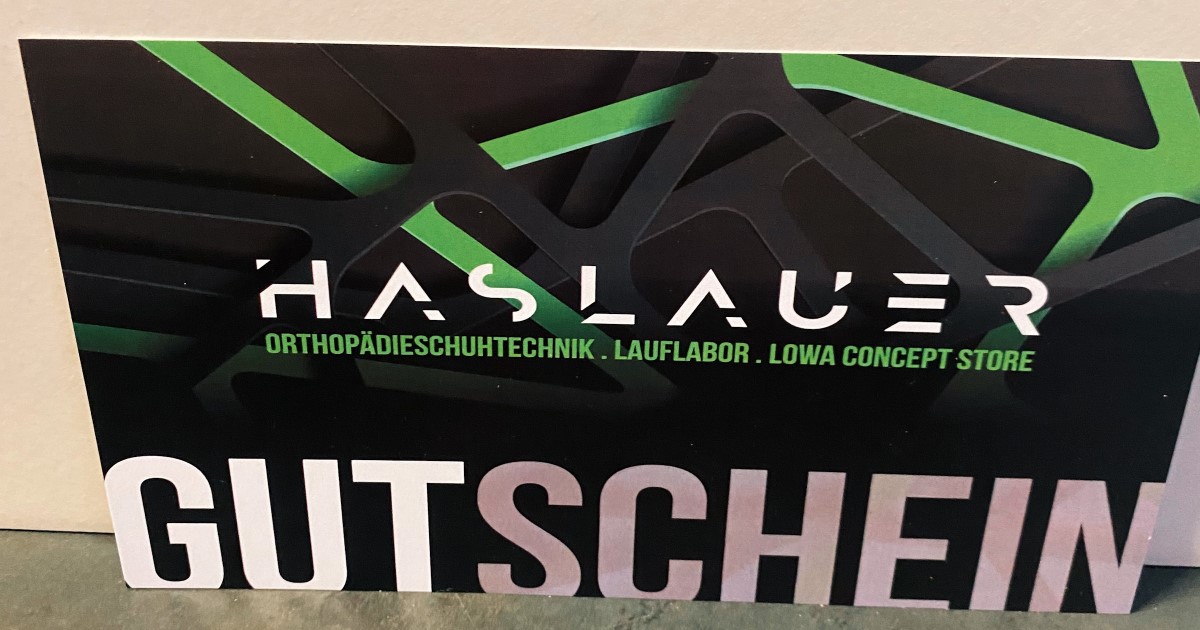 HASLAUER
ORTHOPÄDIESCHUHTECHNIK . LAUFLABOR . LOWA CONCEPT STORE
GUTSCHEIN